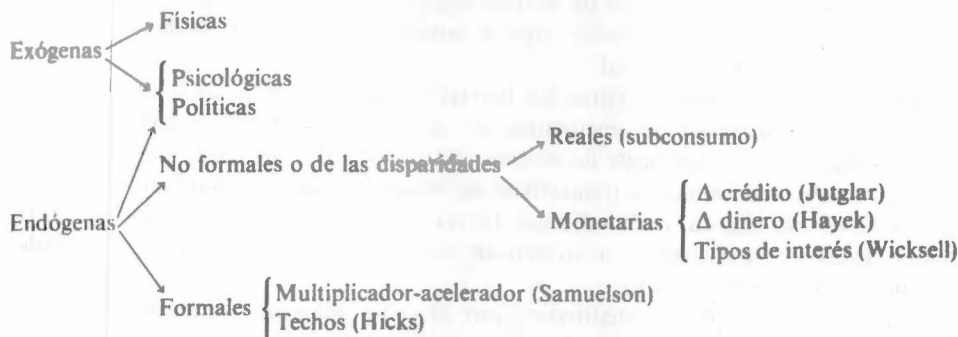 Físicas
Exógenas
Psicológicas
Políticas
Reales (subconsumo)
No formales o de las disparidades
Δ crédito (Jutglar)
Monetarias
Δ dinero (Hayek)
Endógenas
Tipos de interés (Wicksell)
Multiplicador-acelerador (Samuelson)
Formales
Techos (Hicks)